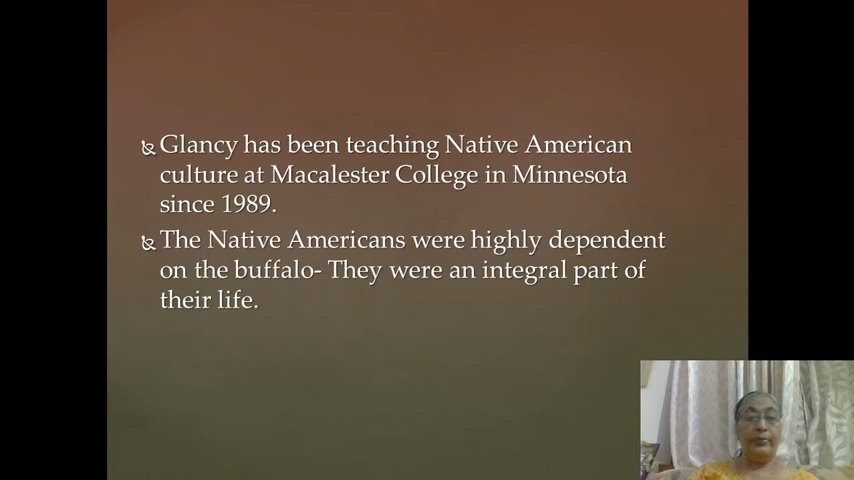 Glancy has been teaching Native American
culture at Macalester College in Minnesota
since 1989.
The Native Americans were highly dependent
on the buffalo- They were an integral part of
their life.